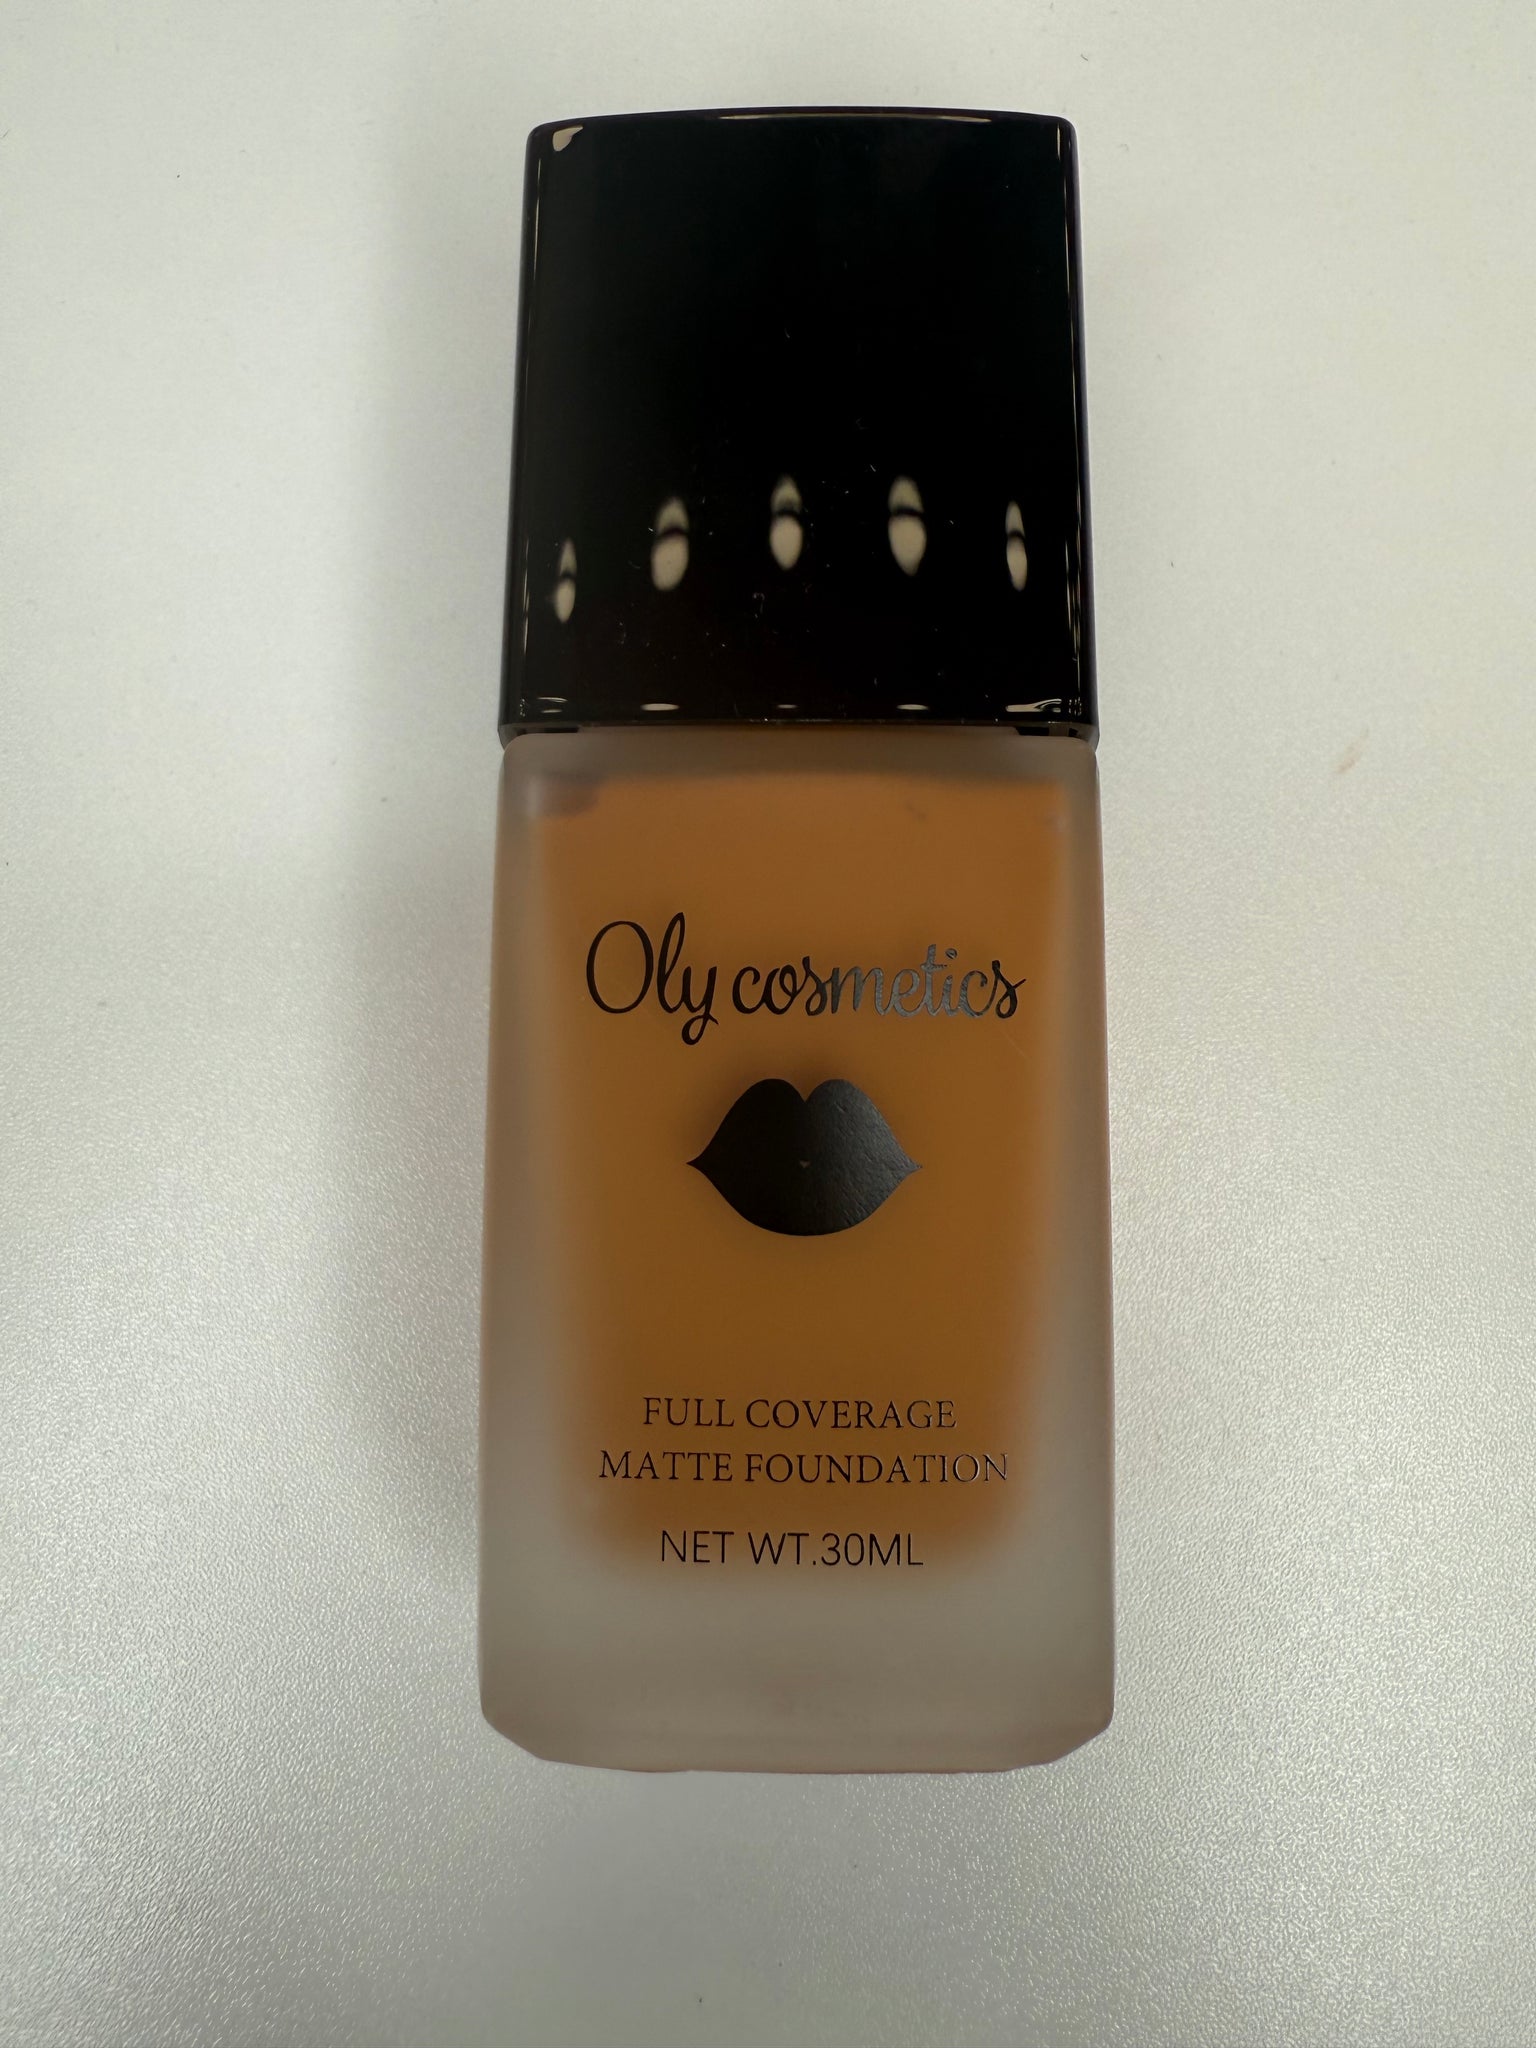 Oly cosmetics
FULL COVERAGE
MATTE FOUNDATION
NET WT.30ML